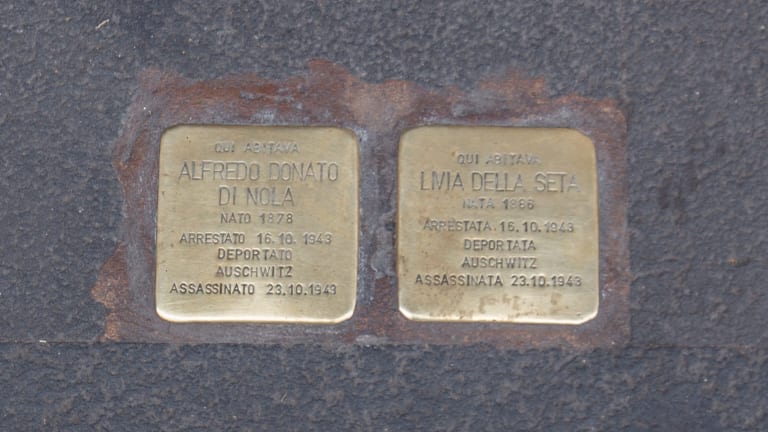 QUI ABITAVA
ALFREDO DONATO
DI NOLA
NATO 1878
ARRESTATO 16.10.1943
DEPORTATO
AUSCHWITZ
ASSASSINATO 23.10.1943
QUI ABITAVA
LIVIA DELLA SETA
NATA 1886
ARRESTATA 16.10.1943
DEPORTATA
AUSCHWITZ
ASSASSINATA 23.10.1943